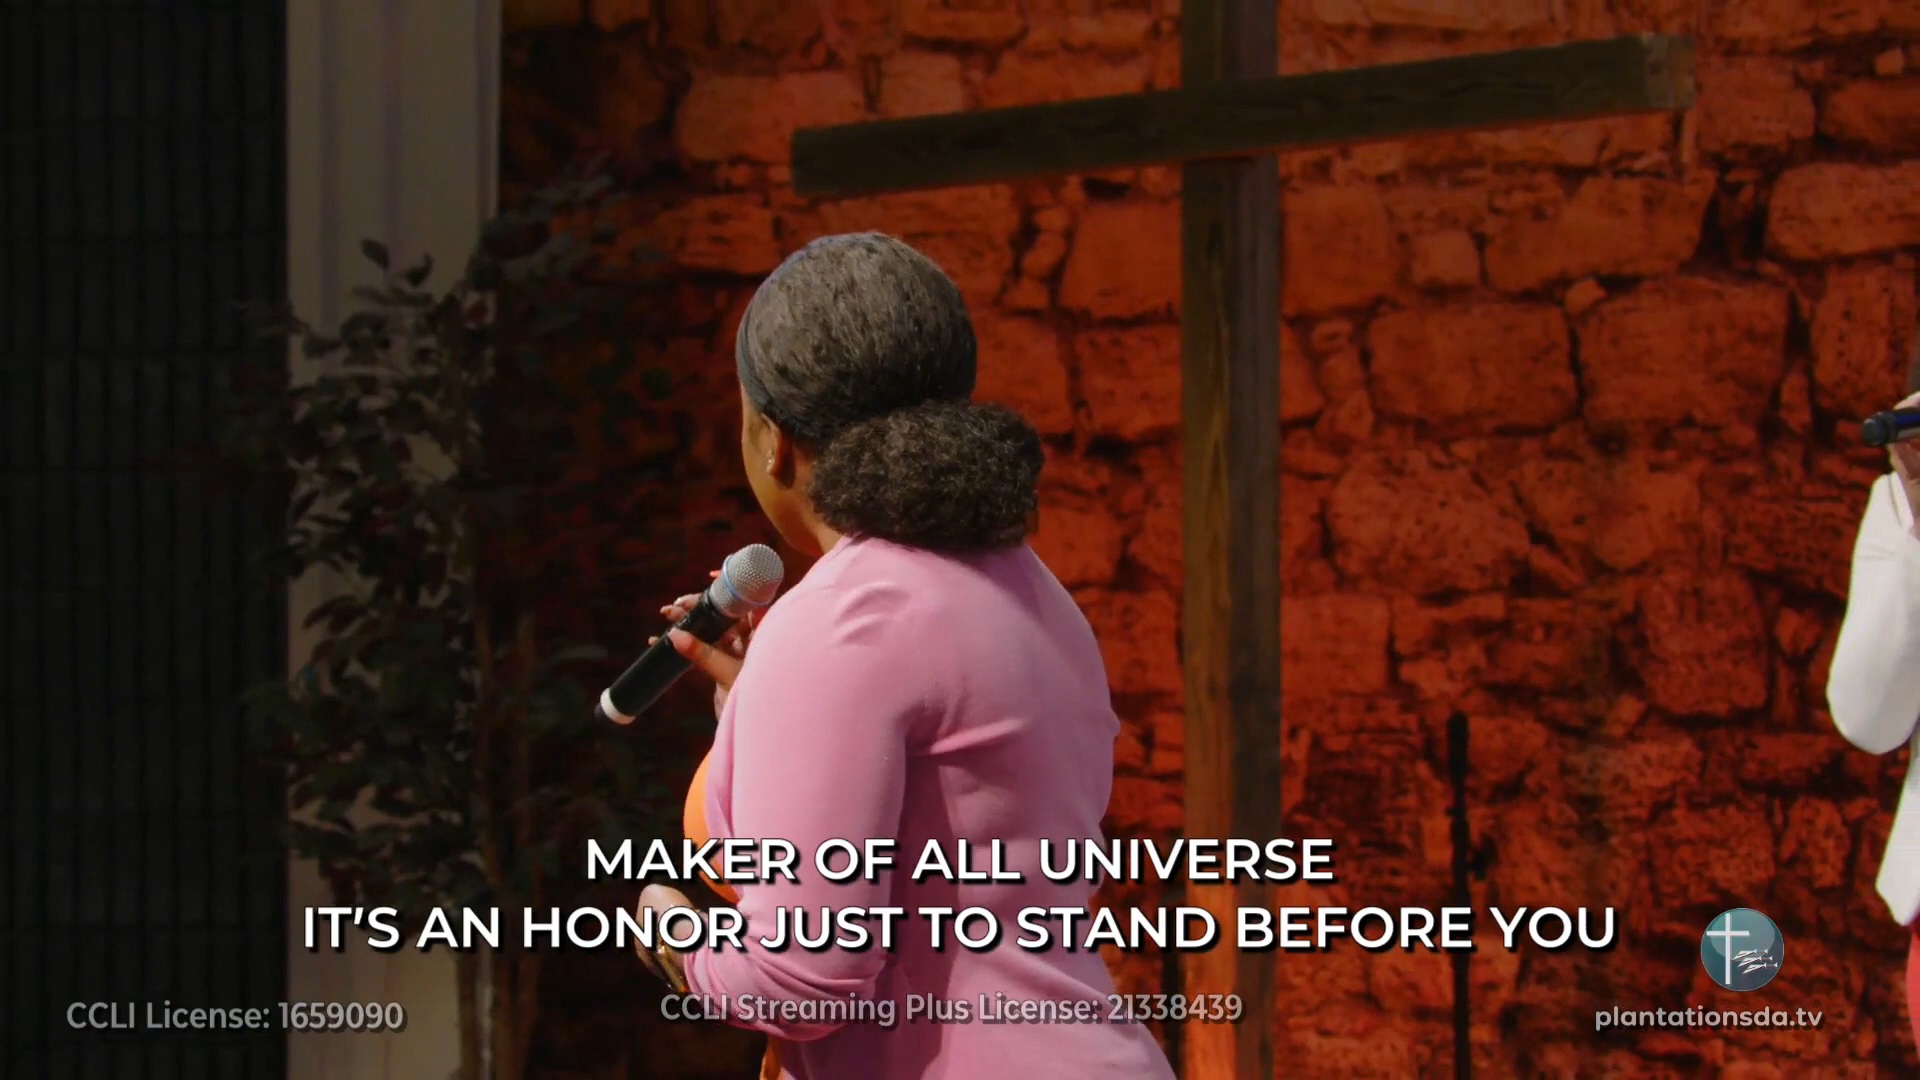 MAKER OF ALL UNIVERSE
IT'S AN HONOR JUST TO STAND BEFORE YOU
CCLI License: 1659090
CCLI Streaming Plus License: 21338439
plantationsda.tv